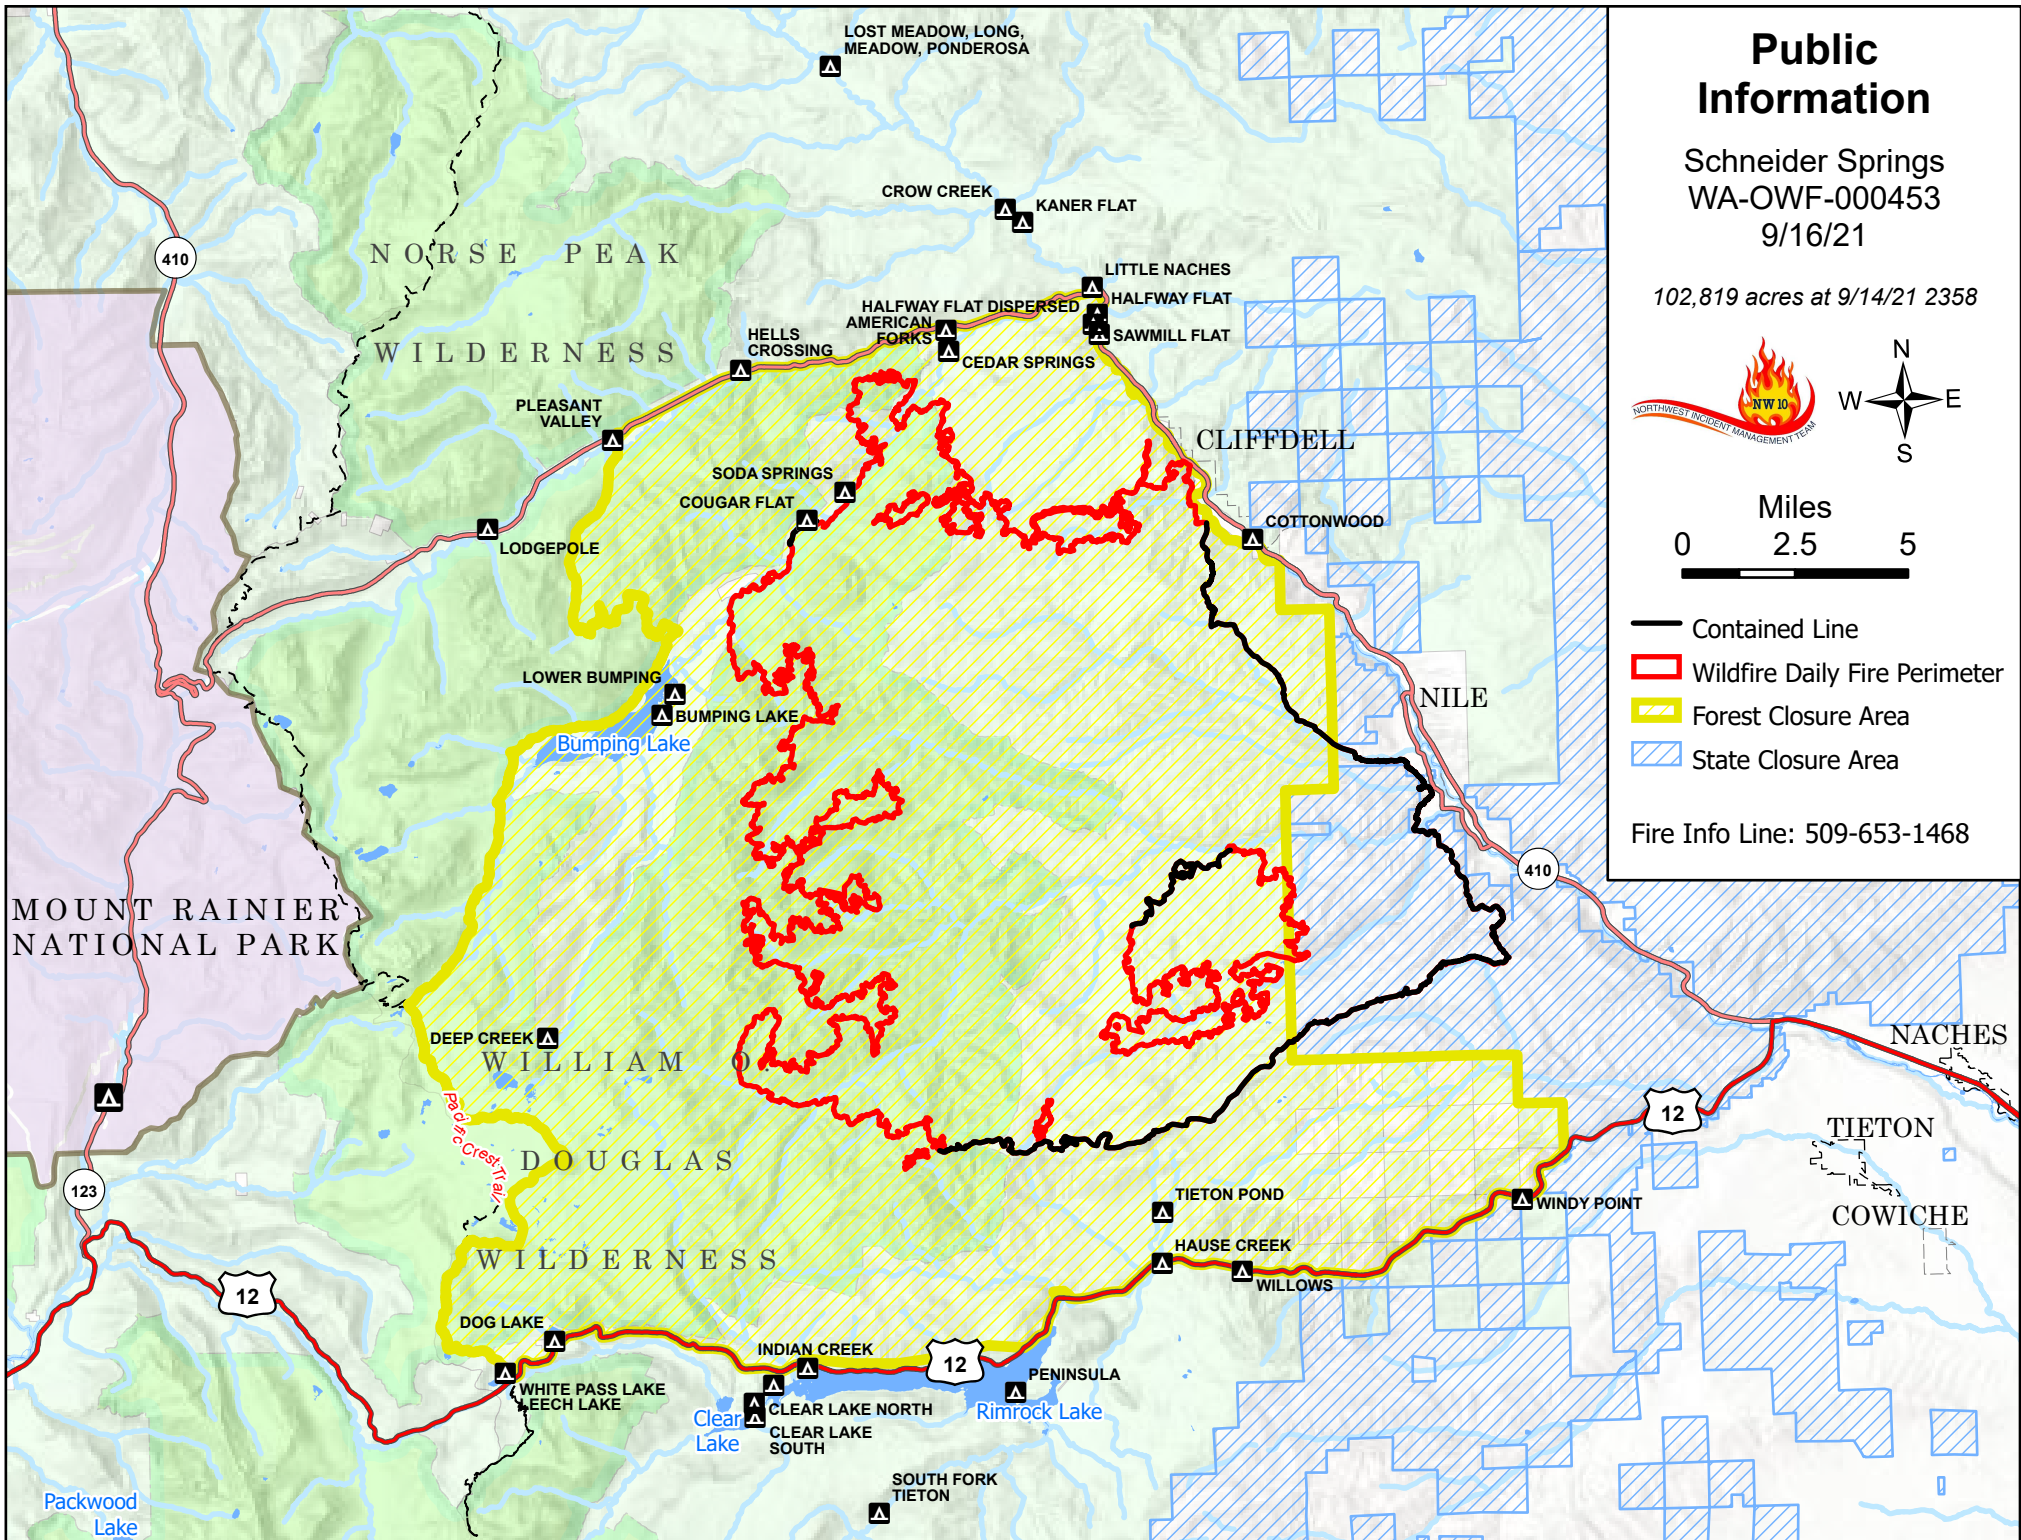 Public
Information
Schneider Springs
WA-OWF-000453
9/16/21
102,819 acres at 9/14/21 2358
NORTHWEST INCIDENT MANAGEMENT TEAM
NW 10
N
W
E
S
Miles
0 2.5 5
Contained Line
Wildfire Daily Fire Perimeter
Forest Closure Area
State Closure Area
Fire Info Line: 509-653-1468
LOST MEADOW, LONG,
MEADOW, PONDEROSA
CROW CREEK
KANER FLAT
NORSE PEAK
WILDERNESS
410
LITTLE NACHES
HALFWAY FLAT DISPERSED
HALFWAY FLAT
AMERICAN
FORKS
SAWMILL FLAT
HELLS
CROSSING
CEDAR SPRINGS
PLEASANT
VALLEY
CLIFFDELL
SODA SPRINGS
COUGAR FLAT
COTTONWOOD
LODGEPOLE
LOWER BUMPING
BUMPING LAKE
Bumping Lake
NILE
410
MOUNT RAINIER
NATIONAL PARK
DEEP CREEK
WILLIAM O.
DOUGLAS
WILDERNESS
Pacific Crest Trail
NACHES
12
TIETON
COWICHE
123
12
TIETON POND
WINDY POINT
HAUSE CREEK
WILLOWS
DOG LAKE
INDIAN CREEK
12
WHITE PASS LAKE
LEECH LAKE
PENINSULA
CLEAR LAKE NORTH
Clear
Lake
Rimrock Lake
CLEAR LAKE
SOUTH
SOUTH FORK
TIETON
Packwood
Lake